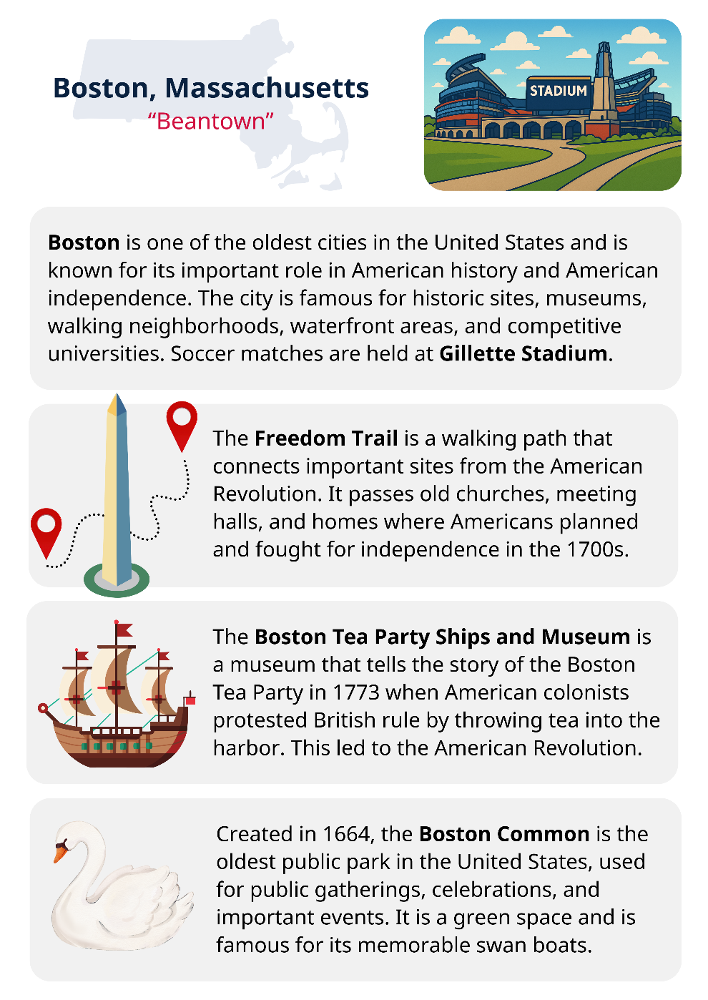 Boston, Massachusetts
“Beantown”
STADIUM
Boston is one of the oldest cities in the United States and is
known for its important role in American history and American
independence. The city is famous for historic sites, museums,
walking neighborhoods, waterfront areas, and competitive
universities. Soccer matches are held at Gillette Stadium.
The Freedom Trail is a walking path that
connects important sites from the American
Revolution. It passes old churches, meeting
halls, and homes where Americans planned
and fought for independence in the 1700s.
The Boston Tea Party Ships and Museum is
a museum that tells the story of the Boston
Tea Party in 1773 when American colonists
protested British rule by throwing tea into the
harbor. This led to the American Revolution.
Created in 1664, the Boston Common is the
oldest public park in the United States, used
for public gatherings, celebrations, and
important events. It is a green space and is
famous for its memorable swan boats.